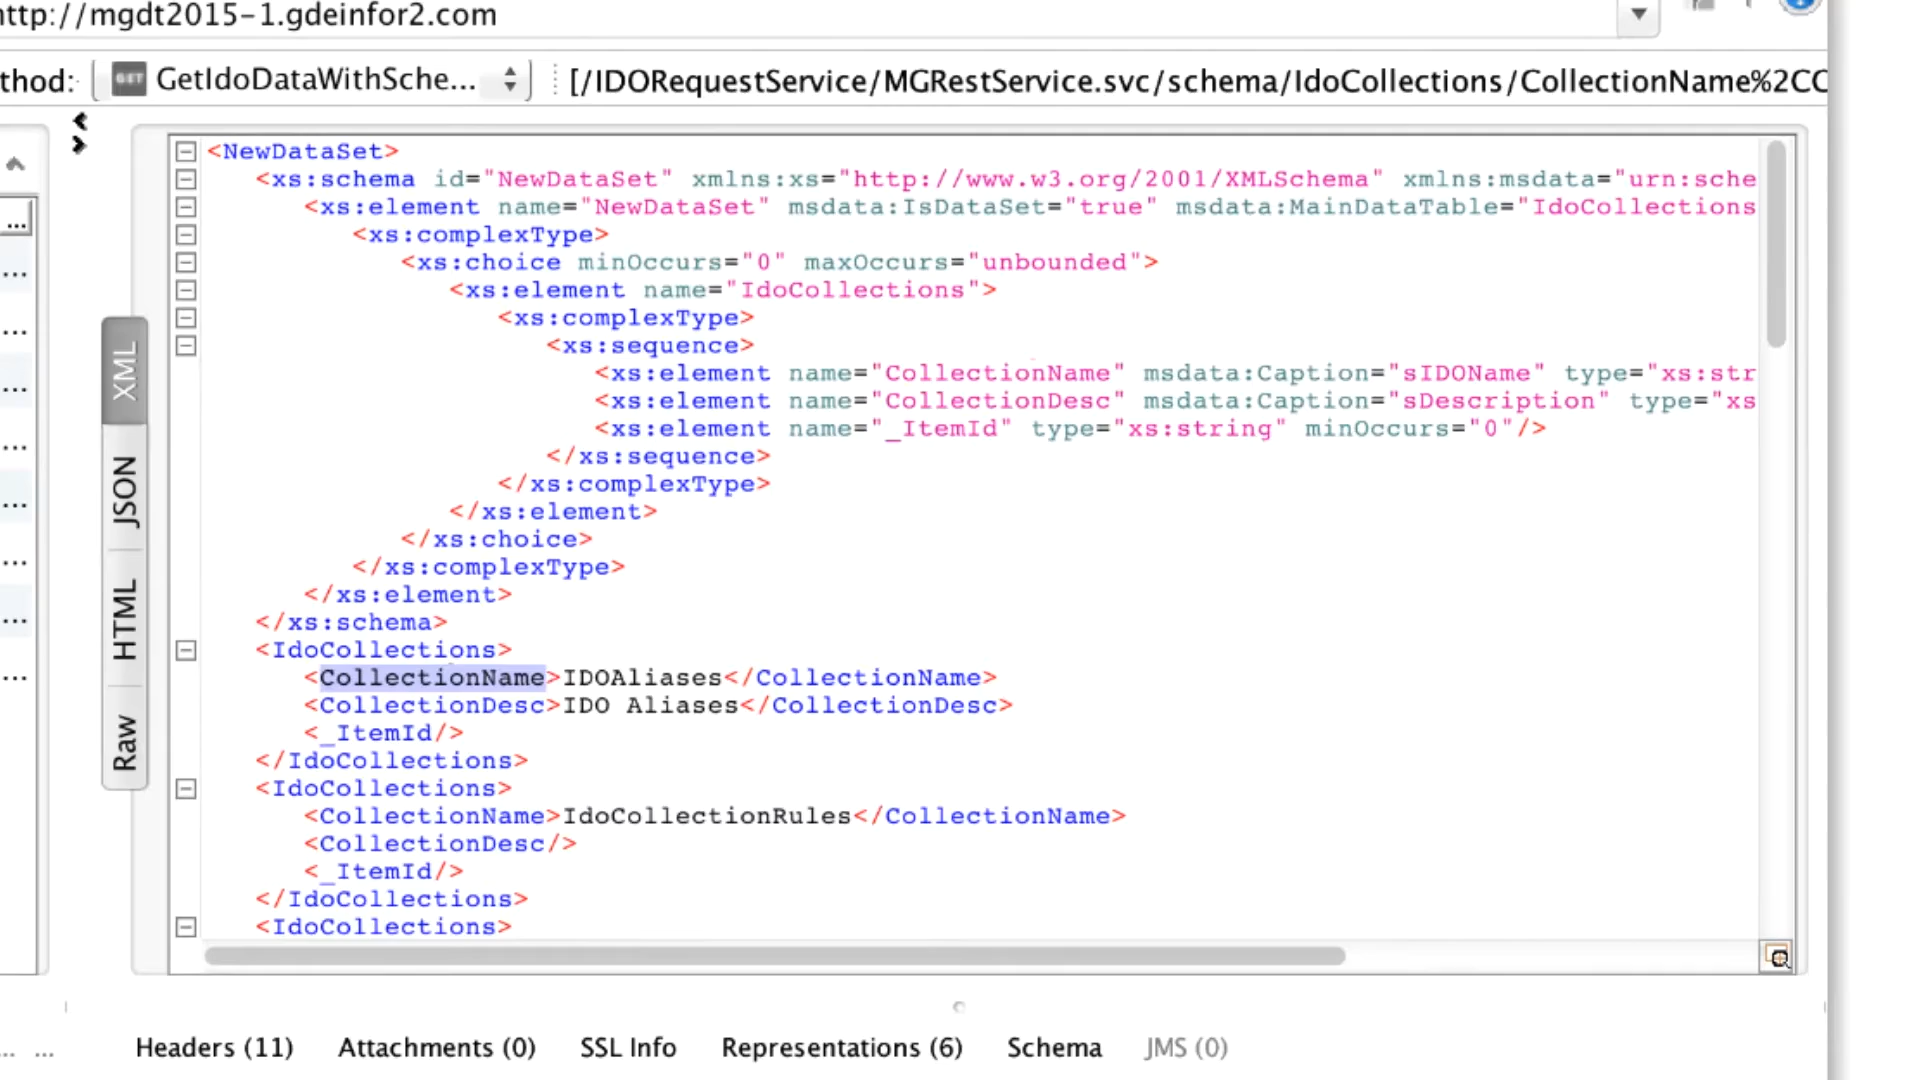 ttp://mgdt2015-1.gdeinfor2.com
thod: GET GetIdoDataWithSche... [/IDORequestService/MGRestService.svc/schema/IdoCollections/CollectionName%2CC
<NewDataSet>
<xs:schema id="NewDataSet" xmlns:xs="http://www.w3.org/2001/XMLSchema" xmlns:msdata="urn:sche
<xs:element name="NewDataSet" msdata:IsDataSet="true" msdata:MainDataTable="IdoCollections
<xs:complexType>
<xs:choice minOccurs="0" maxOccurs="unbounded">
<xs:element name="IdoCollections">
<xs:complexType>
<xs:sequence>
<xs:element name="CollectionName" msdata:Caption="sIDOName" type="xs:str
<xs:element name="CollectionDesc" msdata:Caption="sDescription" type="xs
<xs:element name="_ItemId" type="xs:string" minOccurs="0"/>
</xs:sequence>
</xs:complexType>
</xs:element>
</xs:choice>
</xs:complexType>
</xs:element>
</xs:schema>
<IdoCollections>
<CollectionName>IDOAliases</CollectionName>
<CollectionDesc>IDO Aliases</CollectionDesc>
<_ItemId/>
</IdoCollections>
<IdoCollections>
<CollectionName>IdoCollectionRules</CollectionName>
<CollectionDesc/>
<_ItemId/>
</IdoCollections>
<IdoCollections>
XML
JSON
HTML
Raw
Headers (11) Attachments (0) SSL Info Representations (6) Schema JMS (0)